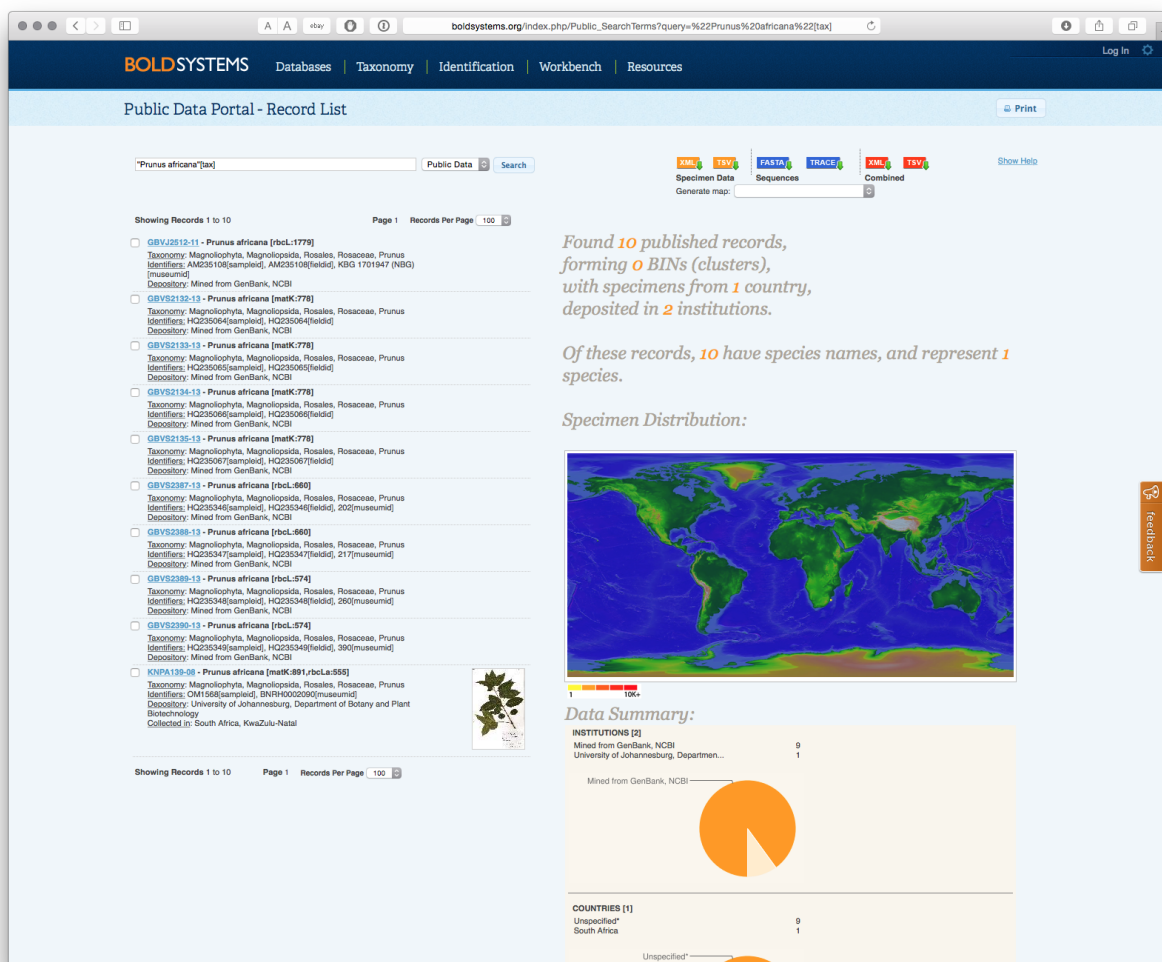 A A ebay boldsystems.org/index.php/Public_SearchTerms?query=%22Prunus%20africana%22[tax]
Log In
BOLDSYSTEMS Databases | Taxonomy | Identification | Workbench | Resources
Public Data Portal - Record List
Print
"Prunus africana"[tax] Public Data Search
XML TSV FASTA TRACE XML TSV
Specimen Data Sequences Combined
Generate map:
Show Help
Showing Records 1 to 10 Page 1 Records Per Page 100
GBVJ2512-11 - Prunus africana [rbcL:1779]
Taxonomy: Magnoliophyta, Magnoliopsida, Rosales, Rosaceae, Prunus
Identifiers: AM235108[sampleid], AM235108[fieldid], KBG 1701947 (NBG)
[museumid]
Depository: Mined from GenBank, NCBI
GBVS2132-13 - Prunus africana [matK:778]
Taxonomy: Magnoliophyta, Magnoliopsida, Rosales, Rosaceae, Prunus
Identifiers: HQ235064[sampleid], HQ235064[fieldid]
Depository: Mined from GenBank, NCBI
GBVS2133-13 - Prunus africana [matK:778]
Taxonomy: Magnoliophyta, Magnoliopsida, Rosales, Rosaceae, Prunus
Identifiers: HQ235065[sampleid], HQ235065[fieldid]
Depository: Mined from GenBank, NCBI
GBVS2134-13 - Prunus africana [matK:778]
Taxonomy: Magnoliophyta, Magnoliopsida, Rosales, Rosaceae, Prunus
Identifiers: HQ235066[sampleid], HQ235066[fieldid]
Depository: Mined from GenBank, NCBI
GBVS2135-13 - Prunus africana [matK:778]
Taxonomy: Magnoliophyta, Magnoliopsida, Rosales, Rosaceae, Prunus
Identifiers: HQ235067[sampleid], HQ235067[fieldid]
Depository: Mined from GenBank, NCBI
GBVS2387-13 - Prunus africana [rbcL:660]
Taxonomy: Magnoliophyta, Magnoliopsida, Rosales, Rosaceae, Prunus
Identifiers: HQ235346[sampleid], HQ235346[fieldid], 202[museumid]
Depository: Mined from GenBank, NCBI
GBVS2388-13 - Prunus africana [rbcL:660]
Taxonomy: Magnoliophyta, Magnoliopsida, Rosales, Rosaceae, Prunus
Identifiers: HQ235347[sampleid], HQ235347[fieldid], 217[museumid]
Depository: Mined from GenBank, NCBI
GBVS2389-13 - Prunus africana [rbcL:574]
Taxonomy: Magnoliophyta, Magnoliopsida, Rosales, Rosaceae, Prunus
Identifiers: HQ235348[sampleid], HQ235348[fieldid], 260[museumid]
Depository: Mined from GenBank, NCBI
GBVS2390-13 - Prunus africana [rbcL:574]
Taxonomy: Magnoliophyta, Magnoliopsida, Rosales, Rosaceae, Prunus
Identifiers: HQ235349[sampleid], HQ235349[fieldid], 390[museumid]
Depository: Mined from GenBank, NCBI
KNPA139-08 - Prunus africana [matK:891,rbcLa:555]
Taxonomy: Magnoliophyta, Magnoliopsida, Rosales, Rosaceae, Prunus
Identifiers: OM1568[sampleid], BNRH0002090[museumid]
Depository: University of Johannesburg, Department of Botany and Plant
Biotechnology
Collected in: South Africa, KwaZulu-Natal
Showing Records 1 to 10 Page 1 Records Per Page 100
Found 10 published records,
forming 0 BINs (clusters),
with specimens from 1 country,
deposited in 2 institutions.
Of these records, 10 have species names, and represent 1
species.
Specimen Distribution:
1 10K+
Data Summary:
INSTITUTIONS [2]
Mined from GenBank, NCBI 9
University of Johannesburg, Departmen... 1
Mined from GenBank, NCBI
COUNTRIES [1]
Unspecified* 9
South Africa 1
Unspecified*
feedback